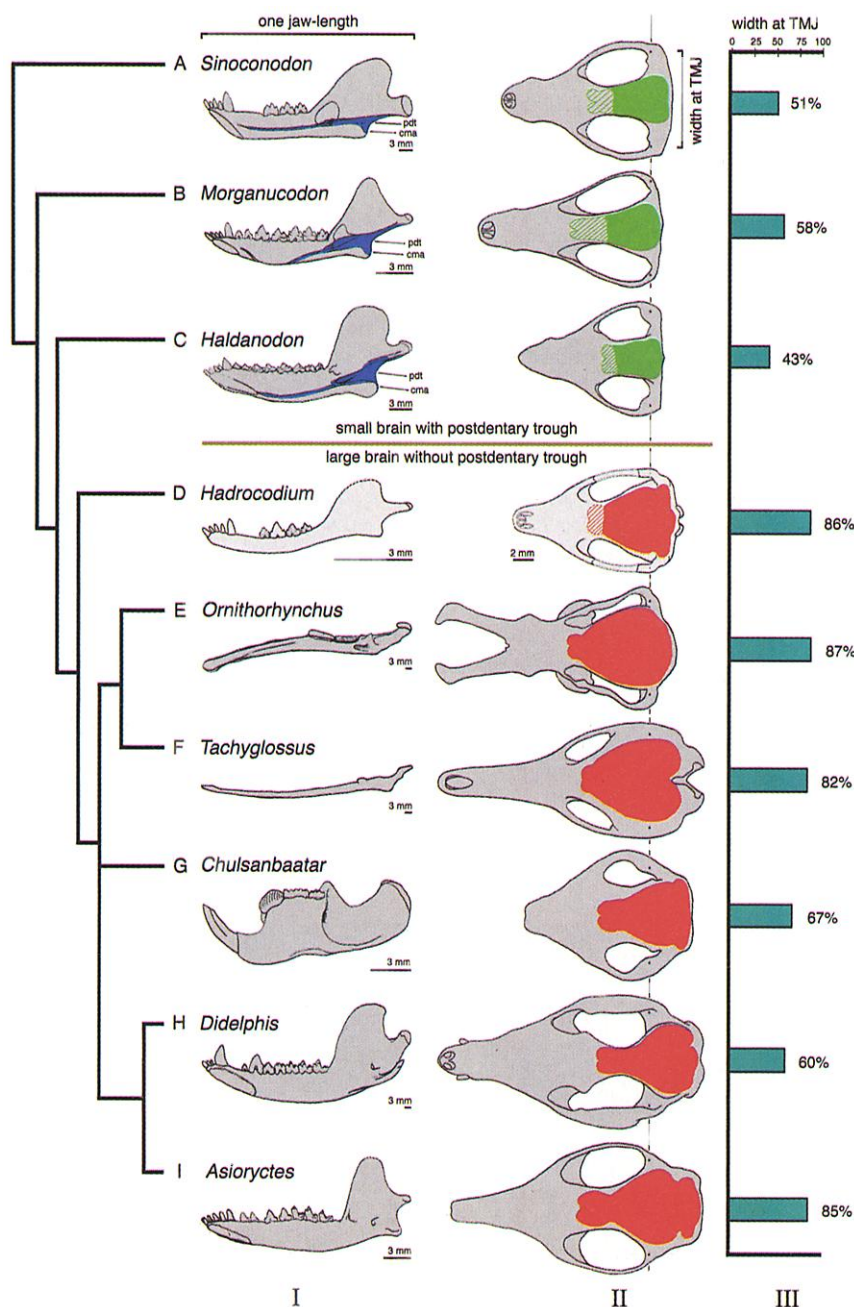 one jaw-length
width at TMJ
0 25 50 75 100
A Sinoconodon
pdt
cma
3 mm
width at TMJ
51%
B Morganucodon
pdt
cma
3 mm
58%
C Haldanodon
pdt
cma
3 mm
43%
small brain with postdentary trough
large brain without postdentary trough
D Hadrocodium
3 mm
2 mm
86%
E Ornithorhynchus
3 mm
87%
F Tachyglossus
3 mm
82%
G Chulsanbaatar
3 mm
67%
H Didelphis
3 mm
60%
I Asioryctes
3 mm
85%
I II III